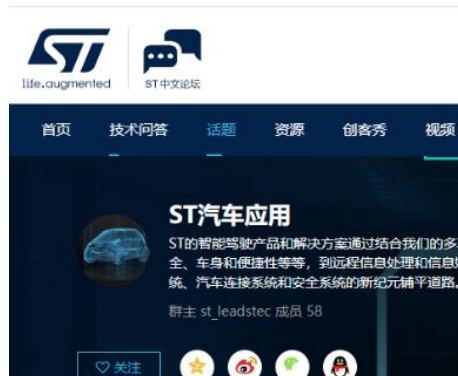 ST
life.augmented
ST中文论坛
首页 技术问答 话题 资源 创客秀 视频
ST汽车应用
ST的智能驾驶产品和解决方案通过结合我们的多
全、车身和便捷性等等，到远程信息处理和信息
统、汽车连接系统和安全系统的新纪元铺平道路。
群主 st_leadstec 成员 58
关注